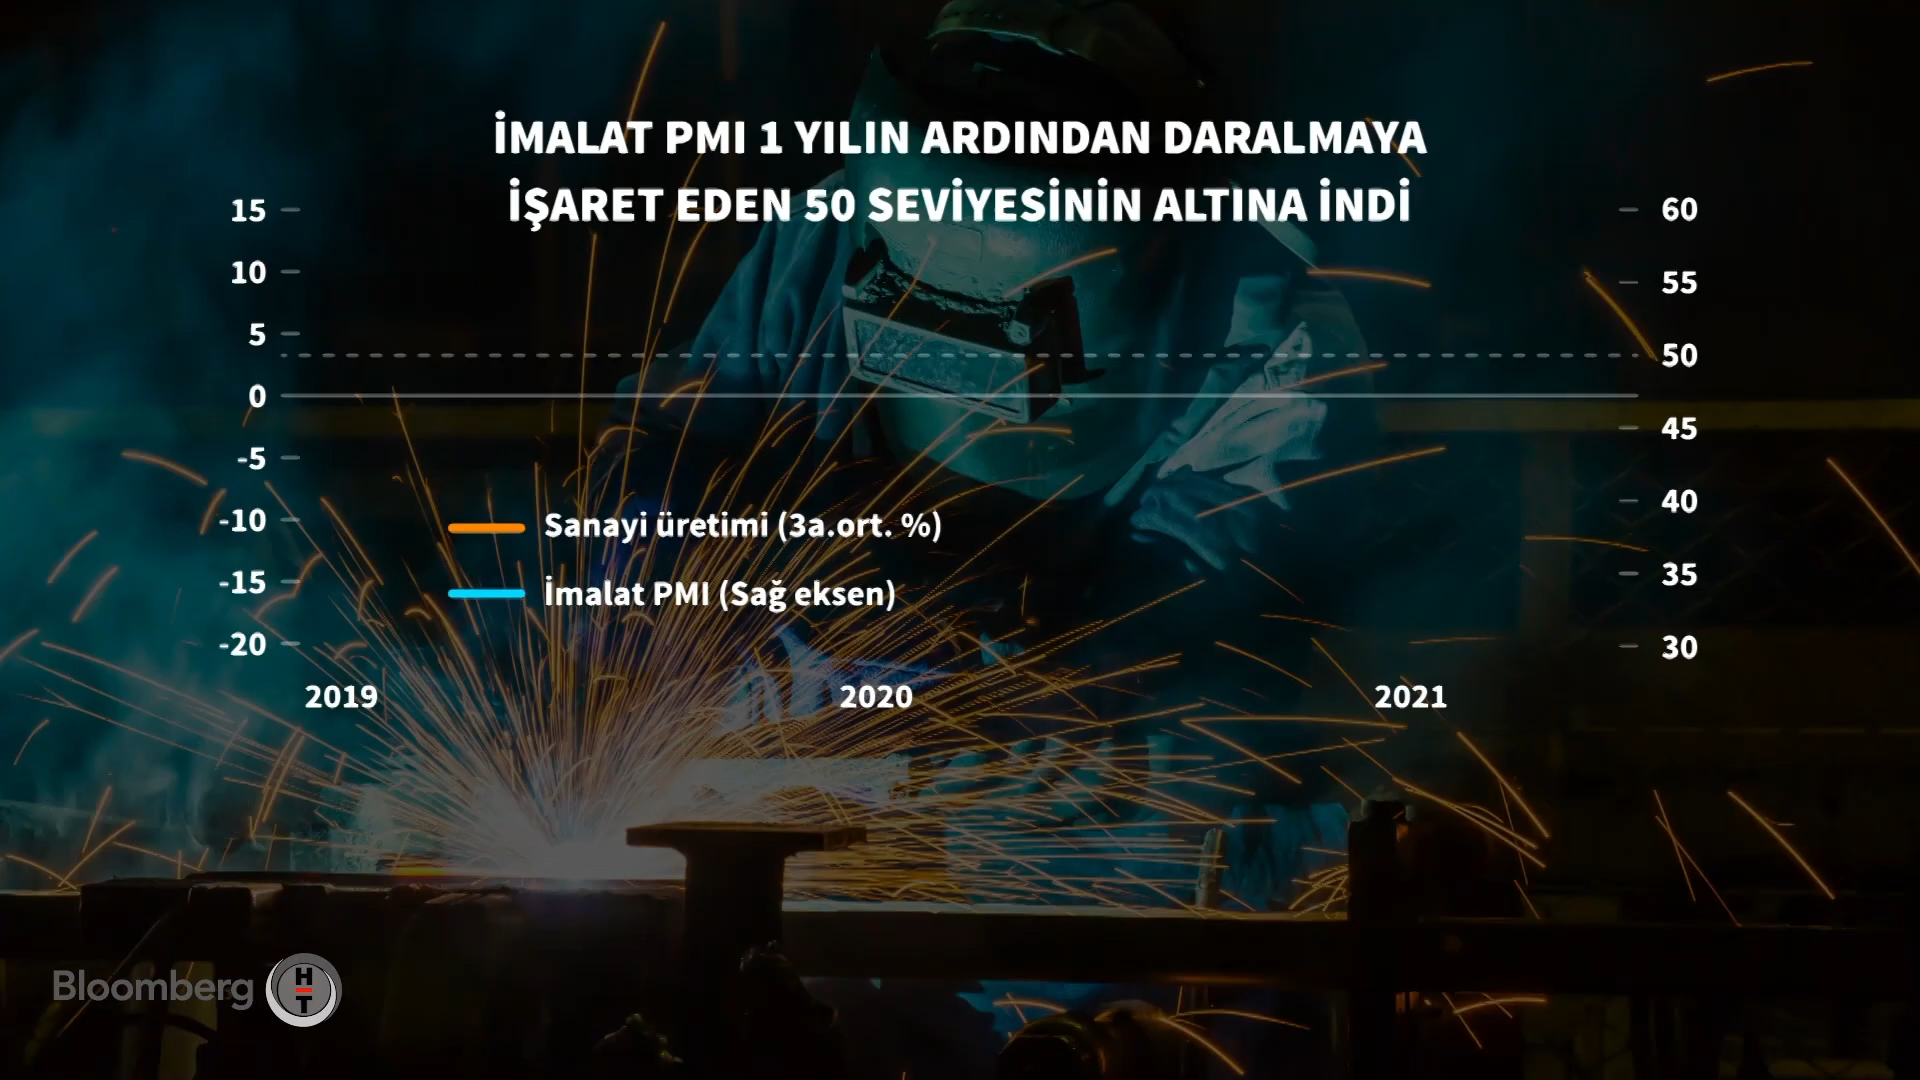 İMALAT PMI 1 YILIN ARDINDAN DARALMAYA
İŞARET EDEN 50 SEVİYESİNİN ALTINA İNDİ
15
10
5
0
-5
-10
-15
-20
60
55
50
45
40
35
30
Sanayi üretimi (3a.ort. %)
İmalat PMI (Sağ eksen)
2019 2020 2021
Bloomberg HT